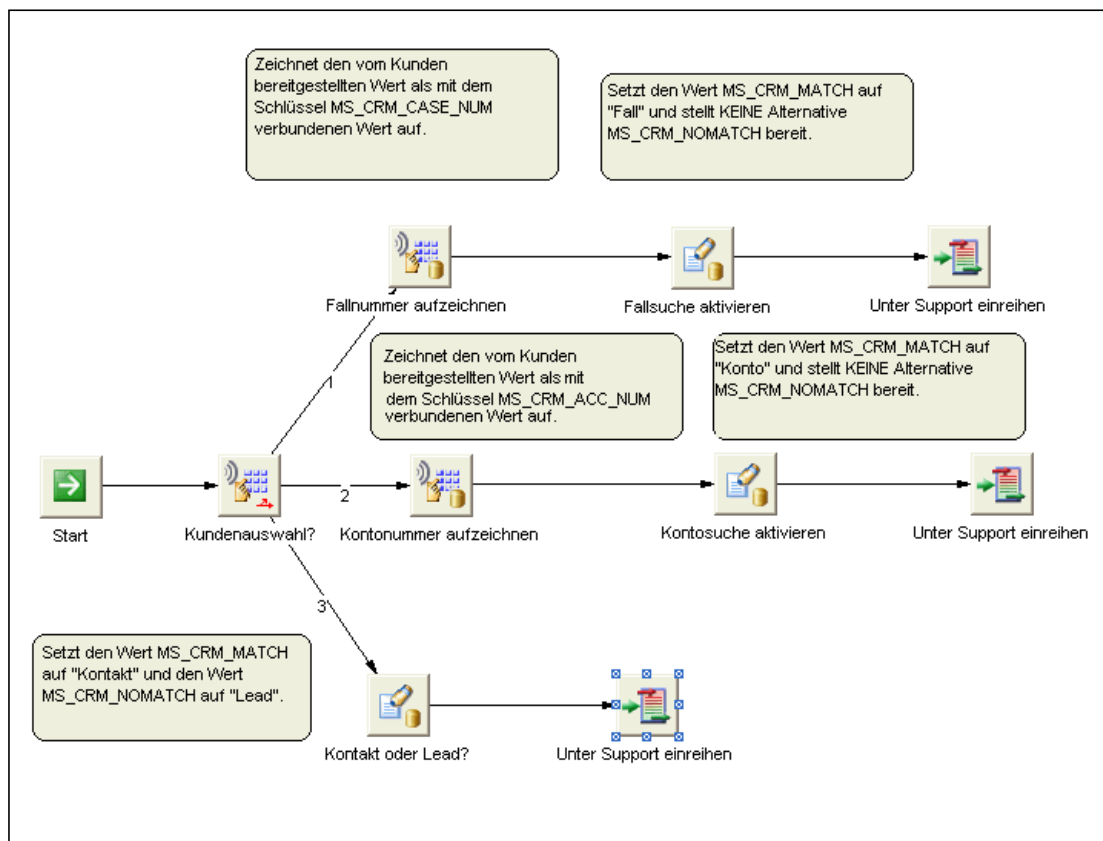 Zeichnet den vom Kunden
bereitgestellten Wert als mit dem
Schlüssel MS_CRM_CASE_NUM
verbundenen Wert auf.
Setzt den Wert MS_CRM_MATCH auf
"Fall" und stellt KEINE Alternative
MS_CRM_NOMATCH bereit.
Fallnummer aufzeichnen
Fallsuche aktivieren
Unter Support einreihen
Zeichnet den vom Kunden
bereitgestellten Wert als mit
dem Schlüssel MS_CRM_ACC_NUM
verbundenen Wert auf.
Setzt den Wert MS_CRM_MATCH auf
"Konto" und stellt KEINE Alternative
MS_CRM_NOMATCH bereit.
1
2
Start
Kundenauswahl?
Kontonummer aufzeichnen
Kontosuche aktivieren
Unter Support einreihen
3
Setzt den Wert MS_CRM_MATCH
auf "Kontakt" und den Wert
MS_CRM_NOMATCH auf "Lead".
Kontakt oder Lead?
Unter Support einreihen